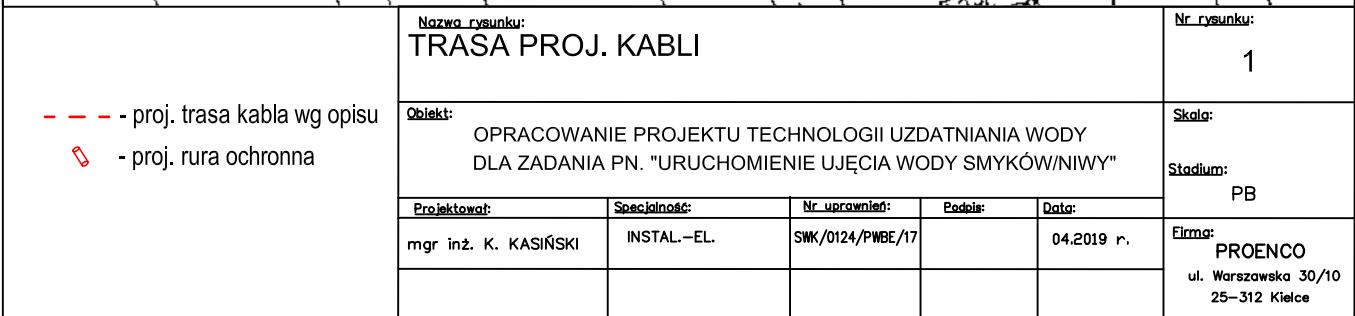 - proj. trasa kabla wg opisu
- proj. rura ochronna
Nazwa rysunku:
TRASA PROJ. KABLI
Nr rysunku:
1
Obiekt:
OPRACOWANIE PROJEKTU TECHNOLOGII UZDATNIANIA WODY
DLA ZADANIA PN. "URUCHOMIENIE UJĘCIA WODY SMYKÓW/NIWY"
Skala:
Stadium:
PB
Projektował: Specjalność: Nr uprawnień: Podpis: Data:
mgr inż. K. KASIŃSKI INSTAL.-EL. SWK/0124/PWBE/17 04.2019 r.
Firma:
PROENCO
ul. Warszawska 30/10
25-312 Kielce